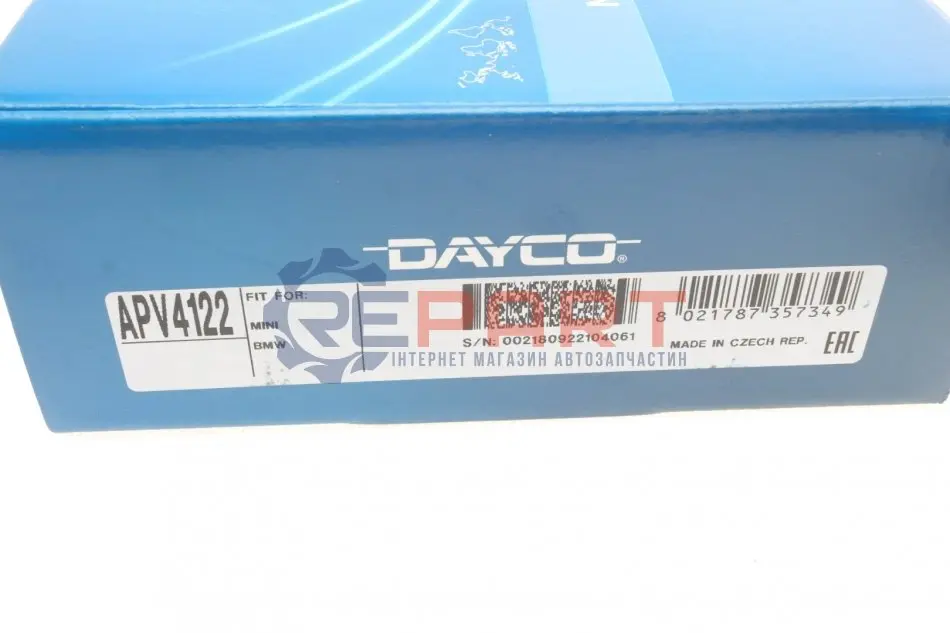 N
DAYCO®
APV4122
FIT FOR:
MINI
BMW
S/N: 002180922104061
8 021787 357349
MADE IN CZECH REP.
EAC
REPART
ІНТЕРНЕТ МАГАЗИН АВТОЗАПЧАСТИН